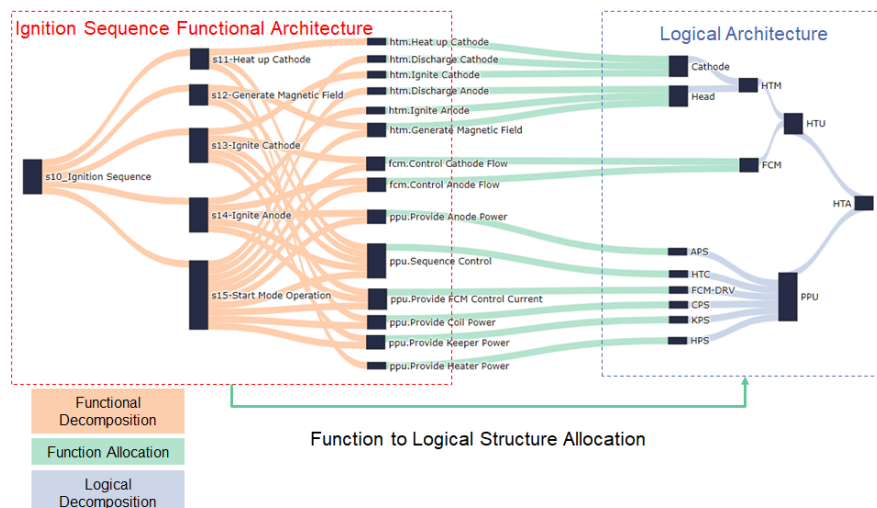 Ignition Sequence Functional Architecture
Logical Architecture
s10_Ignition Sequence
s11-Heat up Cathode
s12-Generate Magnetic Field
s13-Ignite Cathode
s14-Ignite Anode
s15-Start Mode Operation
htm.Heat up Cathode
htm.Discharge Cathode
htm.Ignite Cathode
htm.Discharge Anode
htm.Ignite Anode
htm.Generate Magnetic Field
fcm.Control Cathode Flow
fcm.Control Anode Flow
ppu.Provide Anode Power
ppu.Sequence Control
ppu.Provide FCM Control Current
ppu.Provide Coil Power
ppu.Provide Keeper Power
ppu.Provide Heater Power
Cathode
Head
HTM
HTU
FCM
HTA
APS
HTC
FCM-DRV
CPS
KPS
HPS
PPU
Functional
Decomposition
Function Allocation
Logical
Decomposition
Function to Logical Structure Allocation